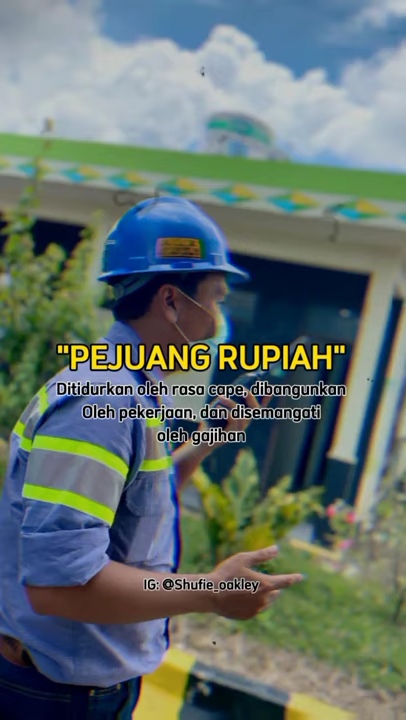 "PEJUANG RUPIAH"
Ditidurkan oleh rasa cape, dibangunkan
Oleh pekerjaan, dan disemangati
oleh gajihan
IG: @Shufie_oakley